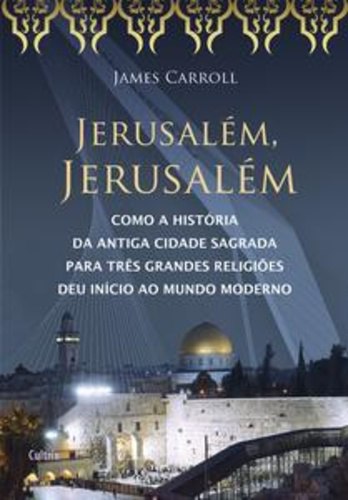 JAMES CARROLL
JERUSALÉM,
JERUSALÉM
COMO A HISTÓRIA
DA ANTIGA CIDADE SAGRADA
PARA TRÊS GRANDES RELIGIÕES
DEU INÍCIO AO MUNDO MODERNO
Cultrix